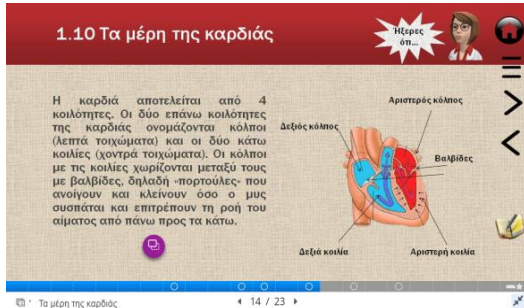 1.10 Τα μέρη της καρδιάς
Ήξερες
ότι...
Η καρδιά αποτελείται από 4
κοιλότητες. Οι δύο επάνω κοιλότητες
της καρδιάς ονομάζονται κόλποι
(λεπτά τοιχώματα) και οι δύο κάτω
κοιλίες (χοντρά τοιχώματα). Οι κόλποι
με τις κοιλίες χωρίζονται μεταξύ τους
με βαλβίδες, δηλαδή «πορτούλες» που
ανοίγουν και κλείνουν όσο ο μυς
συσπάται και επιτρέπουν τη ροή του
αίματος από πάνω προς τα κάτω.
Αριστερός κόλπος
Δεξιός κόλπος
Βαλβίδες
Δεξιά κοιλία
Αριστερή κοιλία
Τα μέρη της καρδιάς
14 / 23